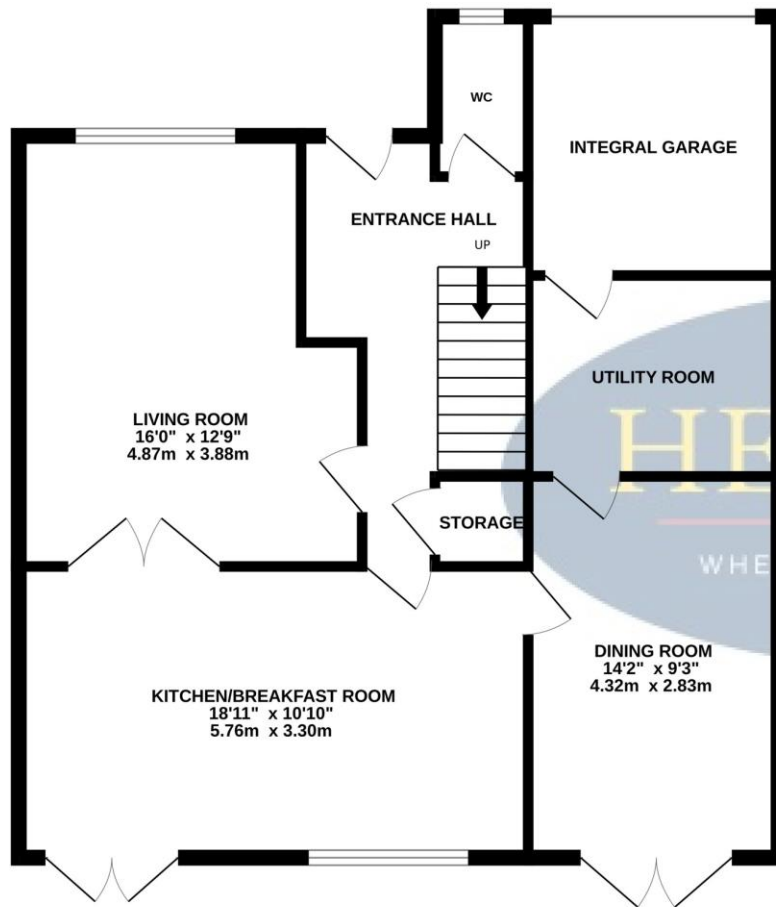 WC
INTEGRAL GARAGE
ENTRANCE HALL
UP
UTILITY ROOM
HE
LIVING ROOM
16'0" x 12'9"
4.87m x 3.88m
STORAGE
WHE
DINING ROOM
14'2" x 9'3"
4.32m x 2.83m
KITCHEN/BREAKFAST ROOM
18'11" x 10'10"
5.76m x 3.30m